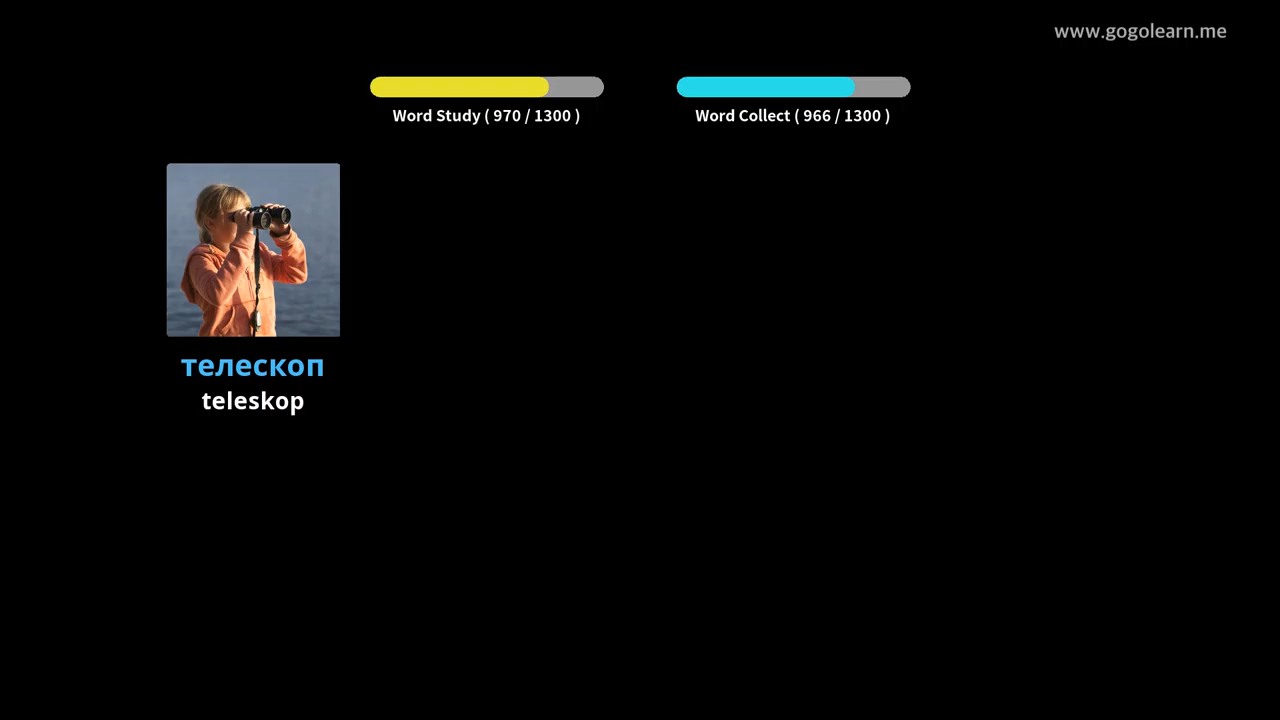 www.gogolearn.me
Word Study ( 970 / 1300 )
Word Collect ( 966 / 1300 )
телескоп
teleskop